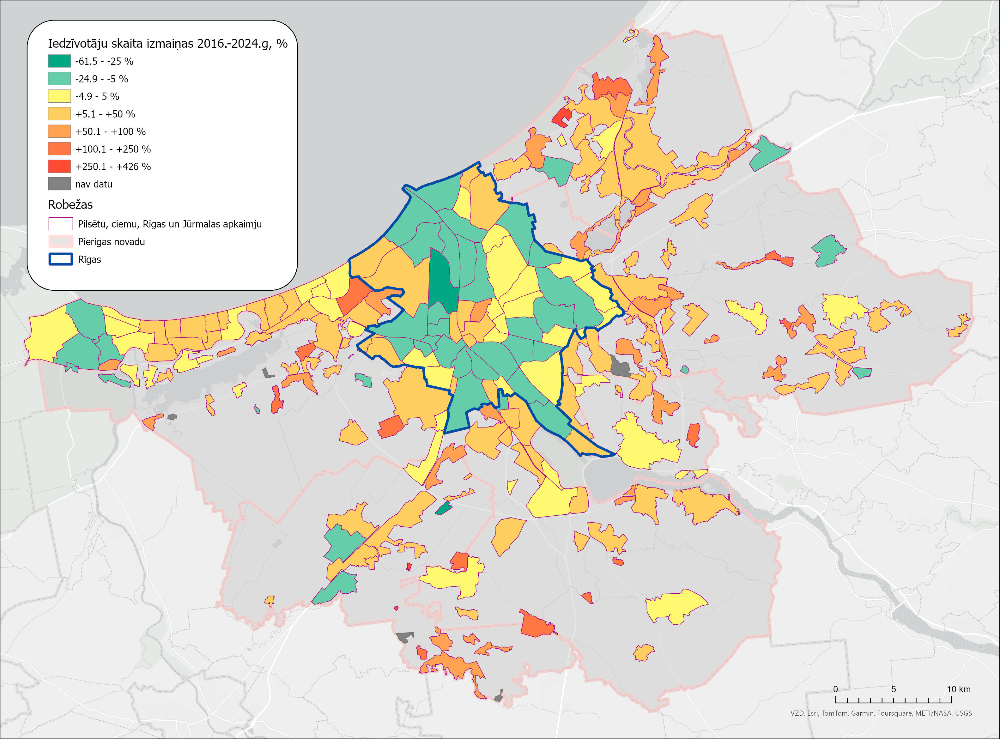 Iedzīvotāju skaita izmaiņas 2016.-2024.g, %
-61.5 - -25 %
-24.9 - -5 %
-4.9 - 5 %
+5.1 - +50 %
+50.1 - +100 %
+100.1 - +250 %
+250.1 - +426 %
nav datu
Robežas
Pilsētu, ciemu, Rīgas un Jūrmalas apkaimju
Pierigas novadu
Rīgas
0 5 10 km
VZD, Esri, TomTom, Garmin, Foursquare, METI/NASA, USGS